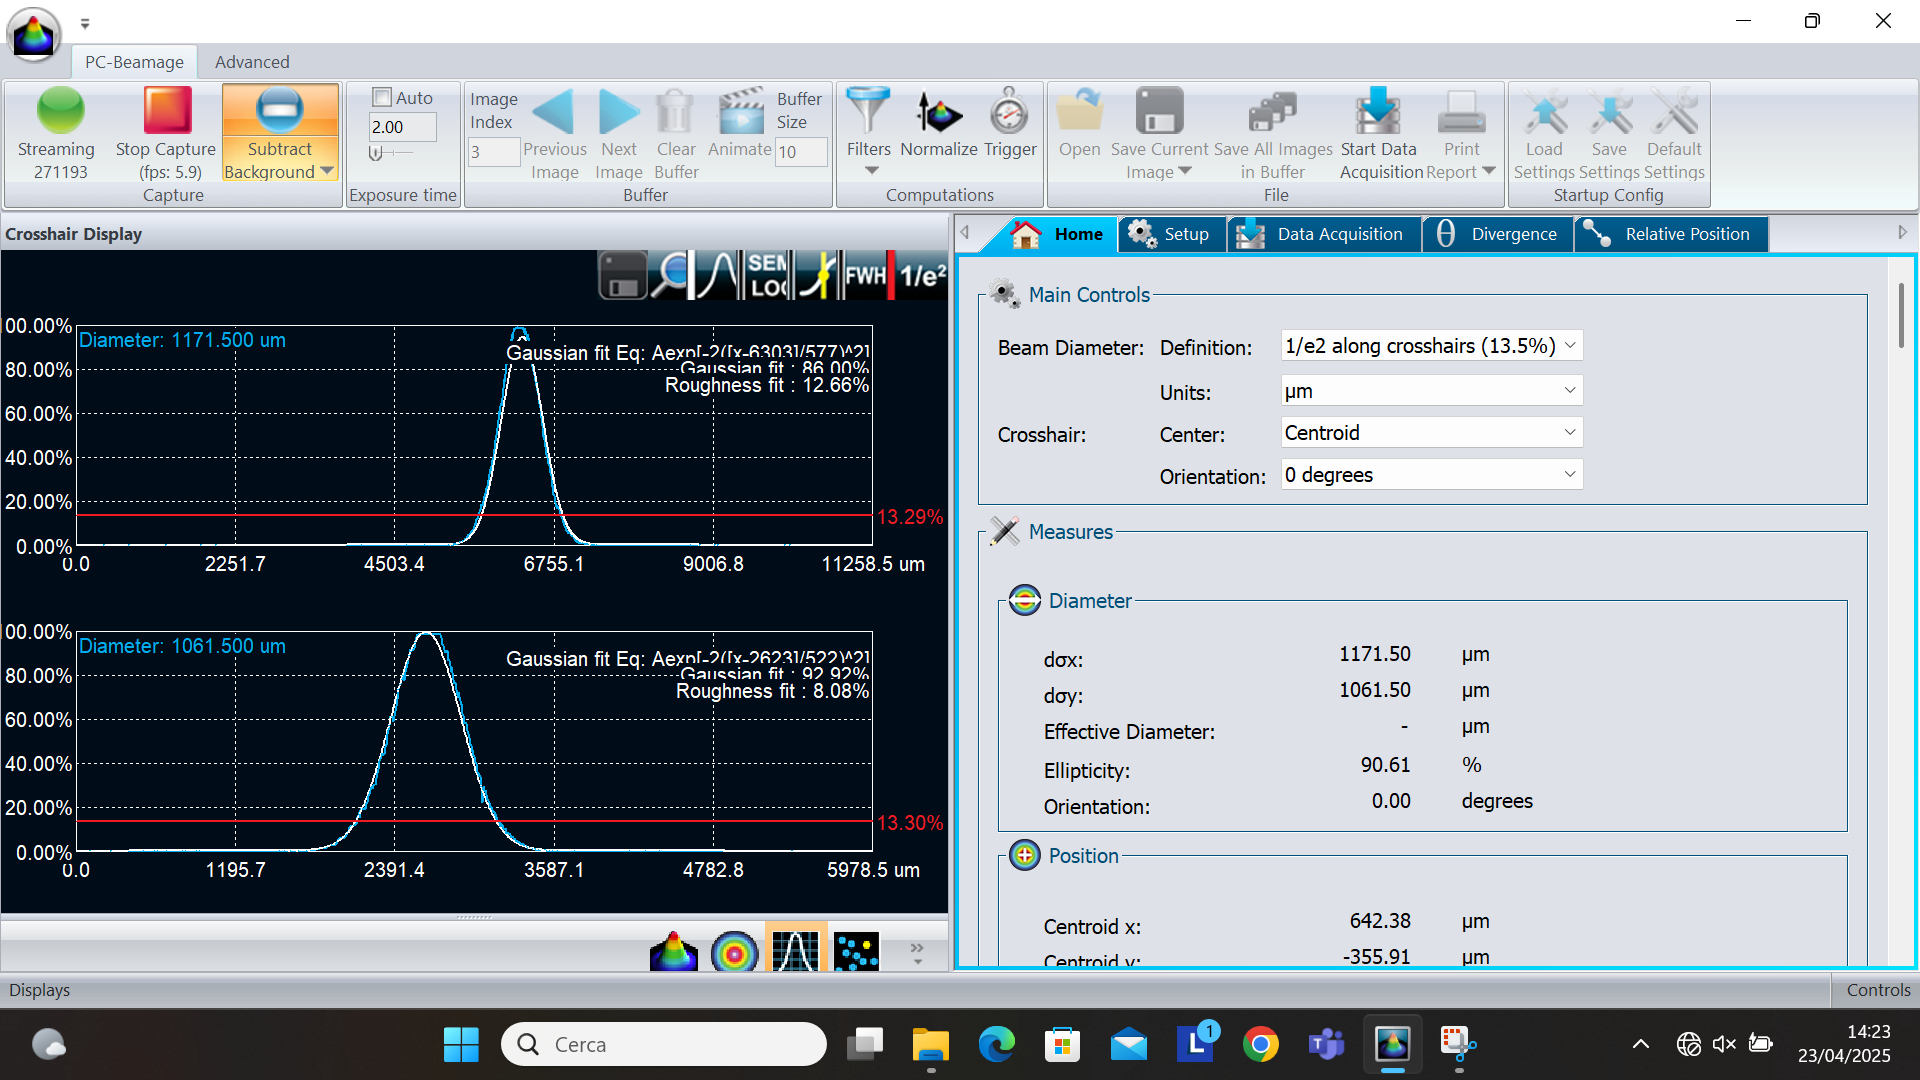 PC-Beamage Advanced
Streaming
271193
Stop Capture
(fps: 5.9)
Subtract
Background
Capture
Auto
2.00
Exposure time
Image
Index
3
Previous
Image
Next
Image
Clear
Buffer
Animate
Buffer
Size
10
Buffer
Filters
Normalize
Trigger
Computations
Open
Save Current
Image
Save All Images
in Buffer
Start Data
Acquisition
Print
Report
File
Load
Settings
Save
Settings
Default
Settings
Startup Config
Crosshair Display
SEM
LOG
FWH
1/e²
00.00%
80.00%
60.00%
40.00%
20.00%
0.00%
Diameter: 1171.500 um
Gaussian fit Eq: Aexp[-2([x-6303]/577)^2]
Gaussian fit : 86.00%
Roughness fit : 12.66%
13.29%
0.0 2251.7 4503.4 6755.1 9006.8 11258.5 um
00.00%
80.00%
60.00%
40.00%
20.00%
0.00%
Diameter: 1061.500 um
Gaussian fit Eq: Aexp[-2([x-2623]/522)^2]
Gaussian fit : 92.92%
Roughness fit : 8.08%
13.30%
0.0 1195.7 2391.4 3587.1 4782.8 5978.5 um
Home Setup Data Acquisition Divergence Relative Position
Main Controls
Beam Diameter: Definition: 1/e2 along crosshairs (13.5%)
Units: µm
Crosshair: Center: Centroid
Orientation: 0 degrees
Measures
Diameter
dσx: 1171.50 µm
dσy: 1061.50 µm
Effective Diameter: - µm
Ellipticity: 90.61 %
Orientation: 0.00 degrees
Position
Centroid x: 642.38 µm
Centroid y: -355.91 µm
Displays
Controls
Cerca
L
1
T
14:23
23/04/2025